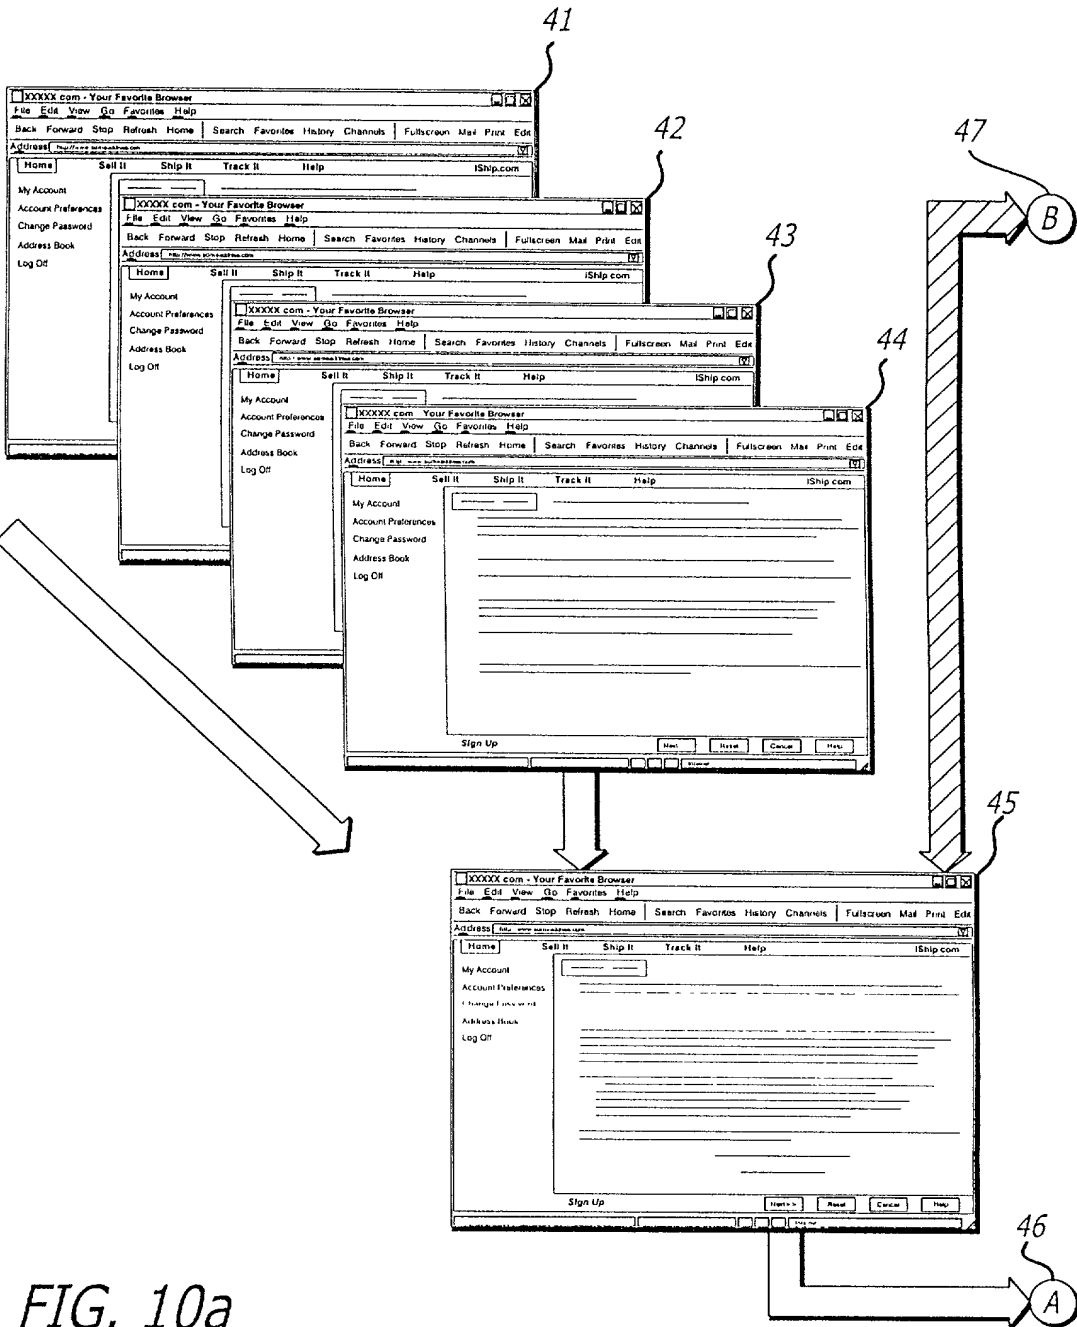 41
XXXXX com - Your Favorite Browser
File Edit View Go Favorites Help
Back Forward Stop Refresh Home Search Favorites History Channels Fullscreen Mail Print Edit
Address
Home Sell It Ship It Track It Help iShip.com
My Account
Account Preferences
Change Password
Address Book
Log Off
42
XXXXX com - Your Favorite Browser
File Edit View Go Favorites Help
Back Forward Stop Refresh Home Search Favorites History Channels Fullscreen Mail Print Edit
Address
Home Sell It Ship It Track It Help iShip com
My Account
Account Preferences
Change Password
Address Book
Log Off
43
XXXXX com - Your Favorite Browser
File Edit View Go Favorites Help
Back Forward Stop Refresh Home Search Favorites History Channels Fullscreen Mail Print Edit
Address
Home Sell It Ship It Track It Help iShip com
My Account
Account Preferences
Change Password
Address Book
Log Off
44
XXXXX com Your Favorite Browser
File Edit View Go Favorites Help
Back Forward Stop Refresh Home Search Favorites History Channels Fullscreen Mail Print Edit
Address
Home Sell It Ship It Track It Help iShip com
My Account
Account Preferences
Change Password
Address Book
Log Off
Sign Up
Next Reset Cancel Help
47
B
45
XXXXX com - Your Favorite Browser
File Edit View Go Favorites Help
Back Forward Stop Refresh Home Search Favorites History Channels Fullscreen Mail Print Edit
Address
Home Sell It Ship It Track It Help iShip com
My Account
Account Preferences
Change Password
Address Book
Log Off
Sign Up
Next>> Reset Cancel Help
46
A
FIG. 10a